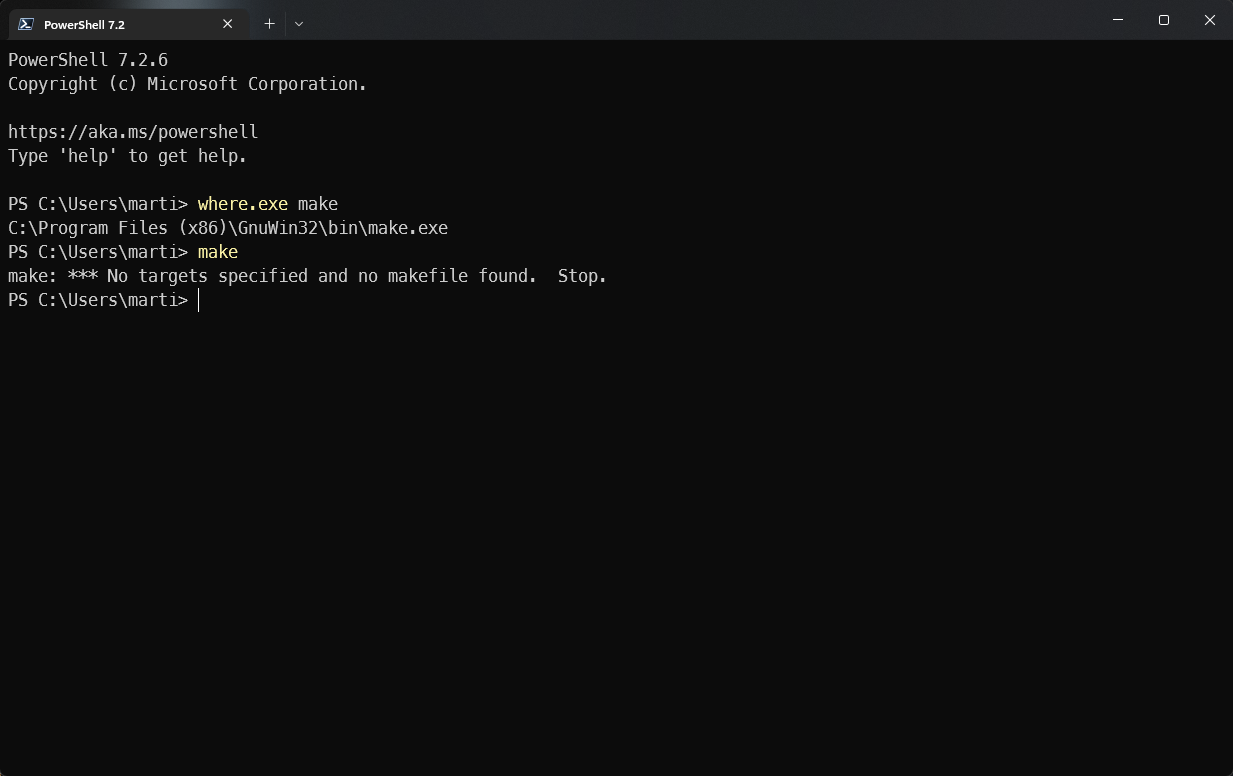 PowerShell 7.2
PowerShell 7.2.6
Copyright (c) Microsoft Corporation.
https://aka.ms/powershell
Type 'help' to get help.
PS C:\Users\marti> where.exe make
C:\Program Files (x86)\GnuWin32\bin\make.exe
PS C:\Users\marti> make
make: *** No targets specified and no makefile found.  Stop.
PS C:\Users\marti>